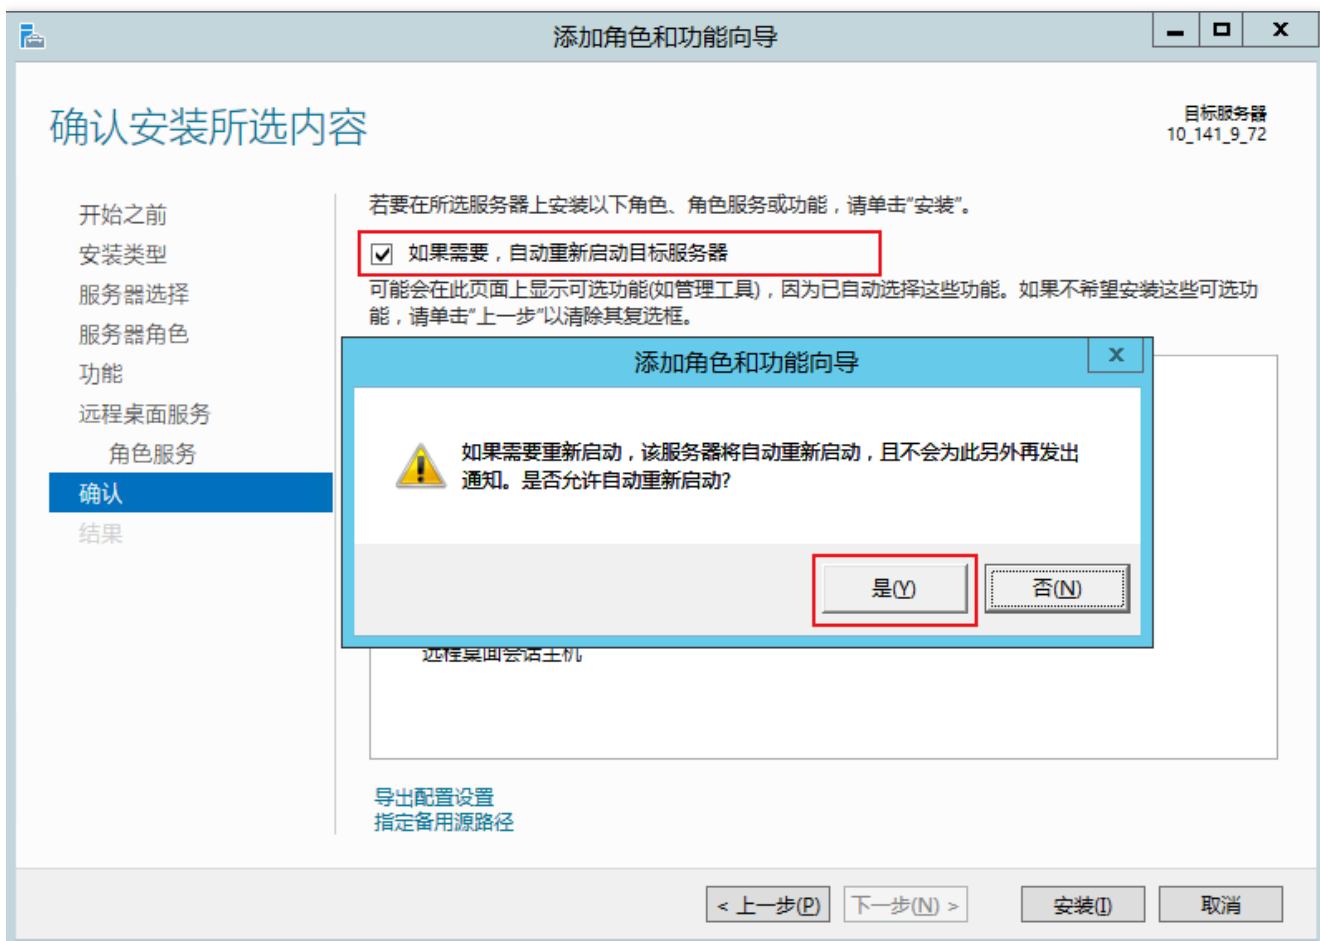 添加角色和功能向导
确认安装所选内容
目标服务器
10_141_9_72
开始之前
安装类型
服务器选择
服务器角色
功能
远程桌面服务
角色服务
确认
结果
若要在所选服务器上安装以下角色、角色服务或功能，请单击"安装"。
如果需要，自动重新启动目标服务器
可能会在此页面上显示可选功能(如管理工具)，因为已自动选择这些功能。如果不希望安装这些可选功
能，请单击"上一步"以清除其复选框。
添加角色和功能向导
X
如果需要重新启动，该服务器将自动重新启动，且不会为此另外再发出
通知。是否允许自动重新启动?
是(Y)
否(N)
远程桌面会话主机
导出配置设置
指定备用源路径
< 上一步(P)
下一步(N) >
安装(I)
取消